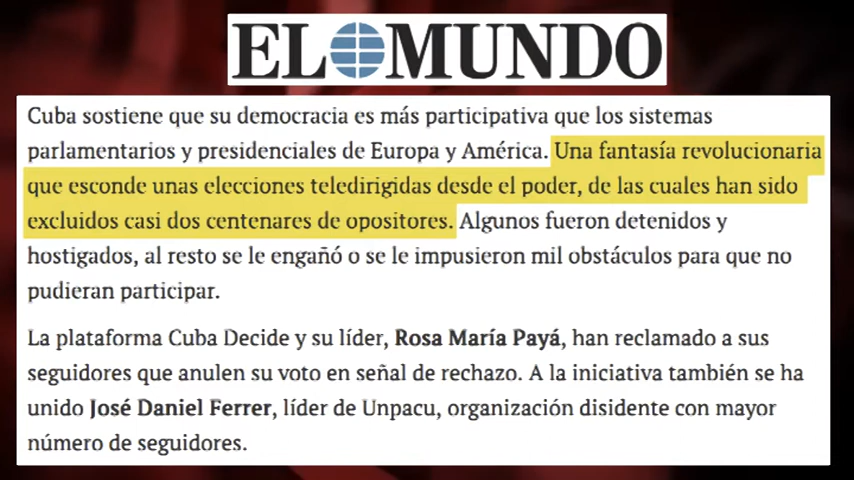 EL MUNDO
Cuba sostiene que su democracia es más participativa que los sistemas
parlamentarios y presidenciales de Europa y América. Una fantasía revolucionaria
que esconde unas elecciones teledirigidas desde el poder, de las cuales han sido
excluidos casi dos centenares de opositores. Algunos fueron detenidos y
hostigados, al resto se le engañó o se le impusieron mil obstáculos para que no
pudieran participar.
La plataforma Cuba Decide y su líder, Rosa María Payá, han reclamado a sus
seguidores que anulen su voto en señal de rechazo. A la iniciativa también se ha
unido José Daniel Ferrer, líder de Unpacu, organización disidente con mayor
número de seguidores.